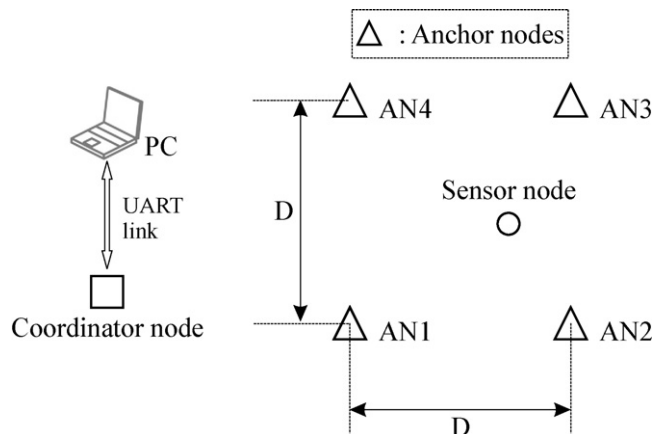 : Anchor nodes
AN4
AN3
PC
Sensor node
D
UART
link
Coordinator node
AN1
AN2
D